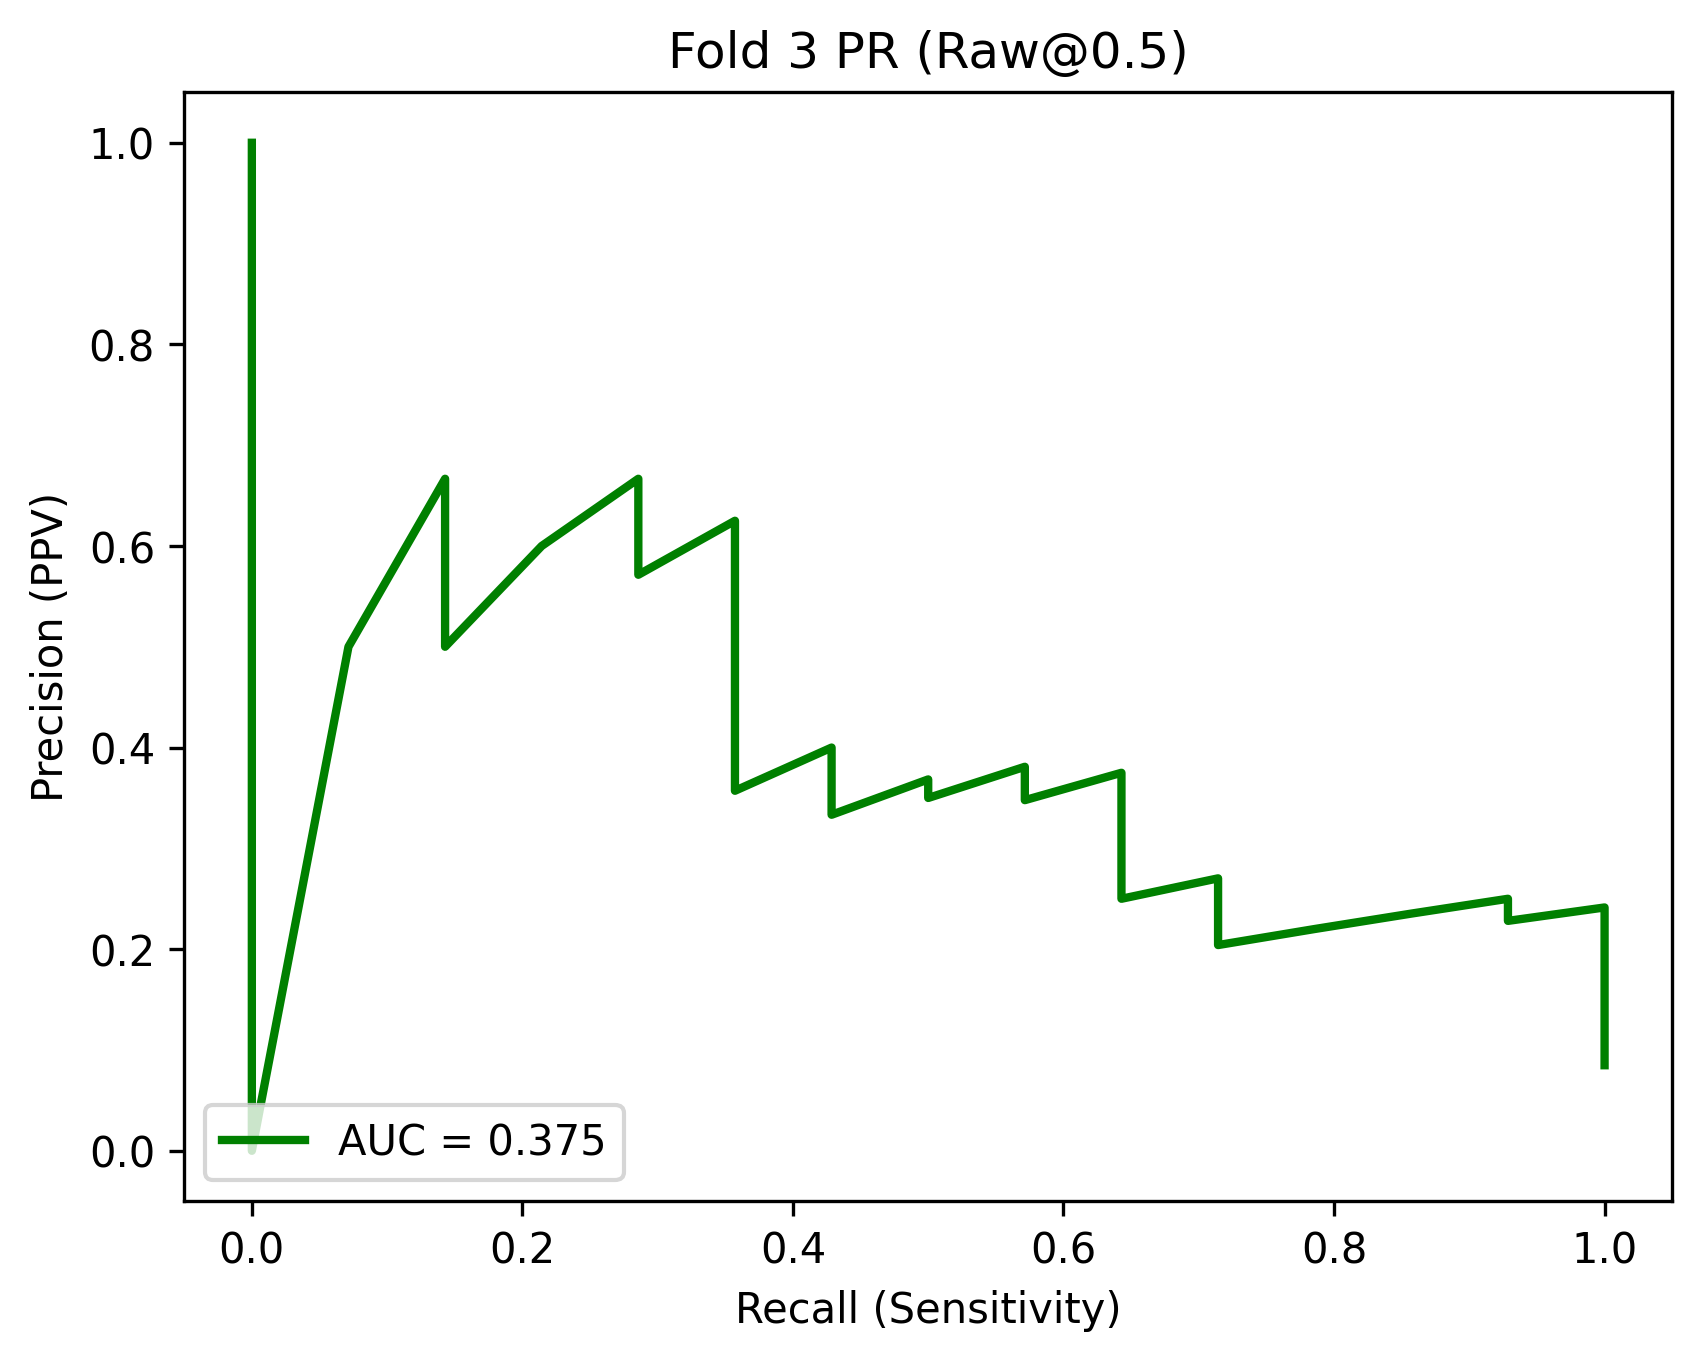 Fold 3 PR (Raw@0.5)
Precision (PPV)
1.0
0.8
0.6
0.4
0.2
0.0
AUC = 0.375
0.0 0.2 0.4 0.6 0.8 1.0
Recall (Sensitivity)